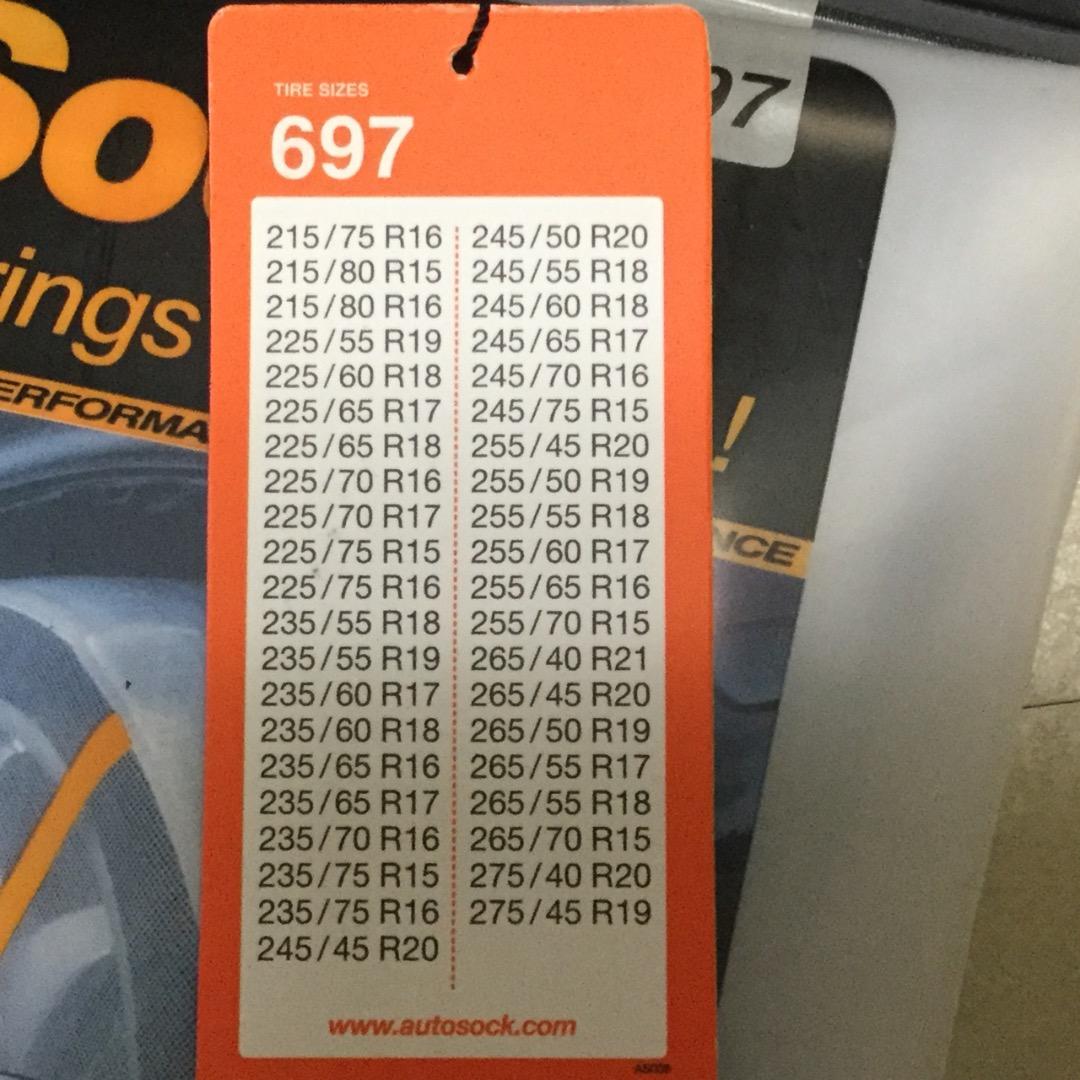 TIRE SIZES
697
215/75 R16
215/80 R15
215/80 R16
225/55 R19
225/60 R18
225/65 R17
225/65 R18
225/70 R16
225/70 R17
225/75 R15
225/75 R16
235/55 R18
235/55 R19
235/60 R17
235/60 R18
235/65 R16
235/65 R17
235/70 R16
235/75 R15
235/75 R16
245/45 R20
245/50 R20
245/55 R18
245/60 R18
245/65 R17
245/70 R16
245/75 R15
255/45 R20
255/50 R19
255/55 R18
255/60 R17
255/65 R16
255/70 R15
265/40 R21
265/45 R20
265/50 R19
265/55 R17
265/55 R18
265/70 R15
275/40 R20
275/45 R19
www.autosock.com
So
rings
ERFORMA
97
!
NCE